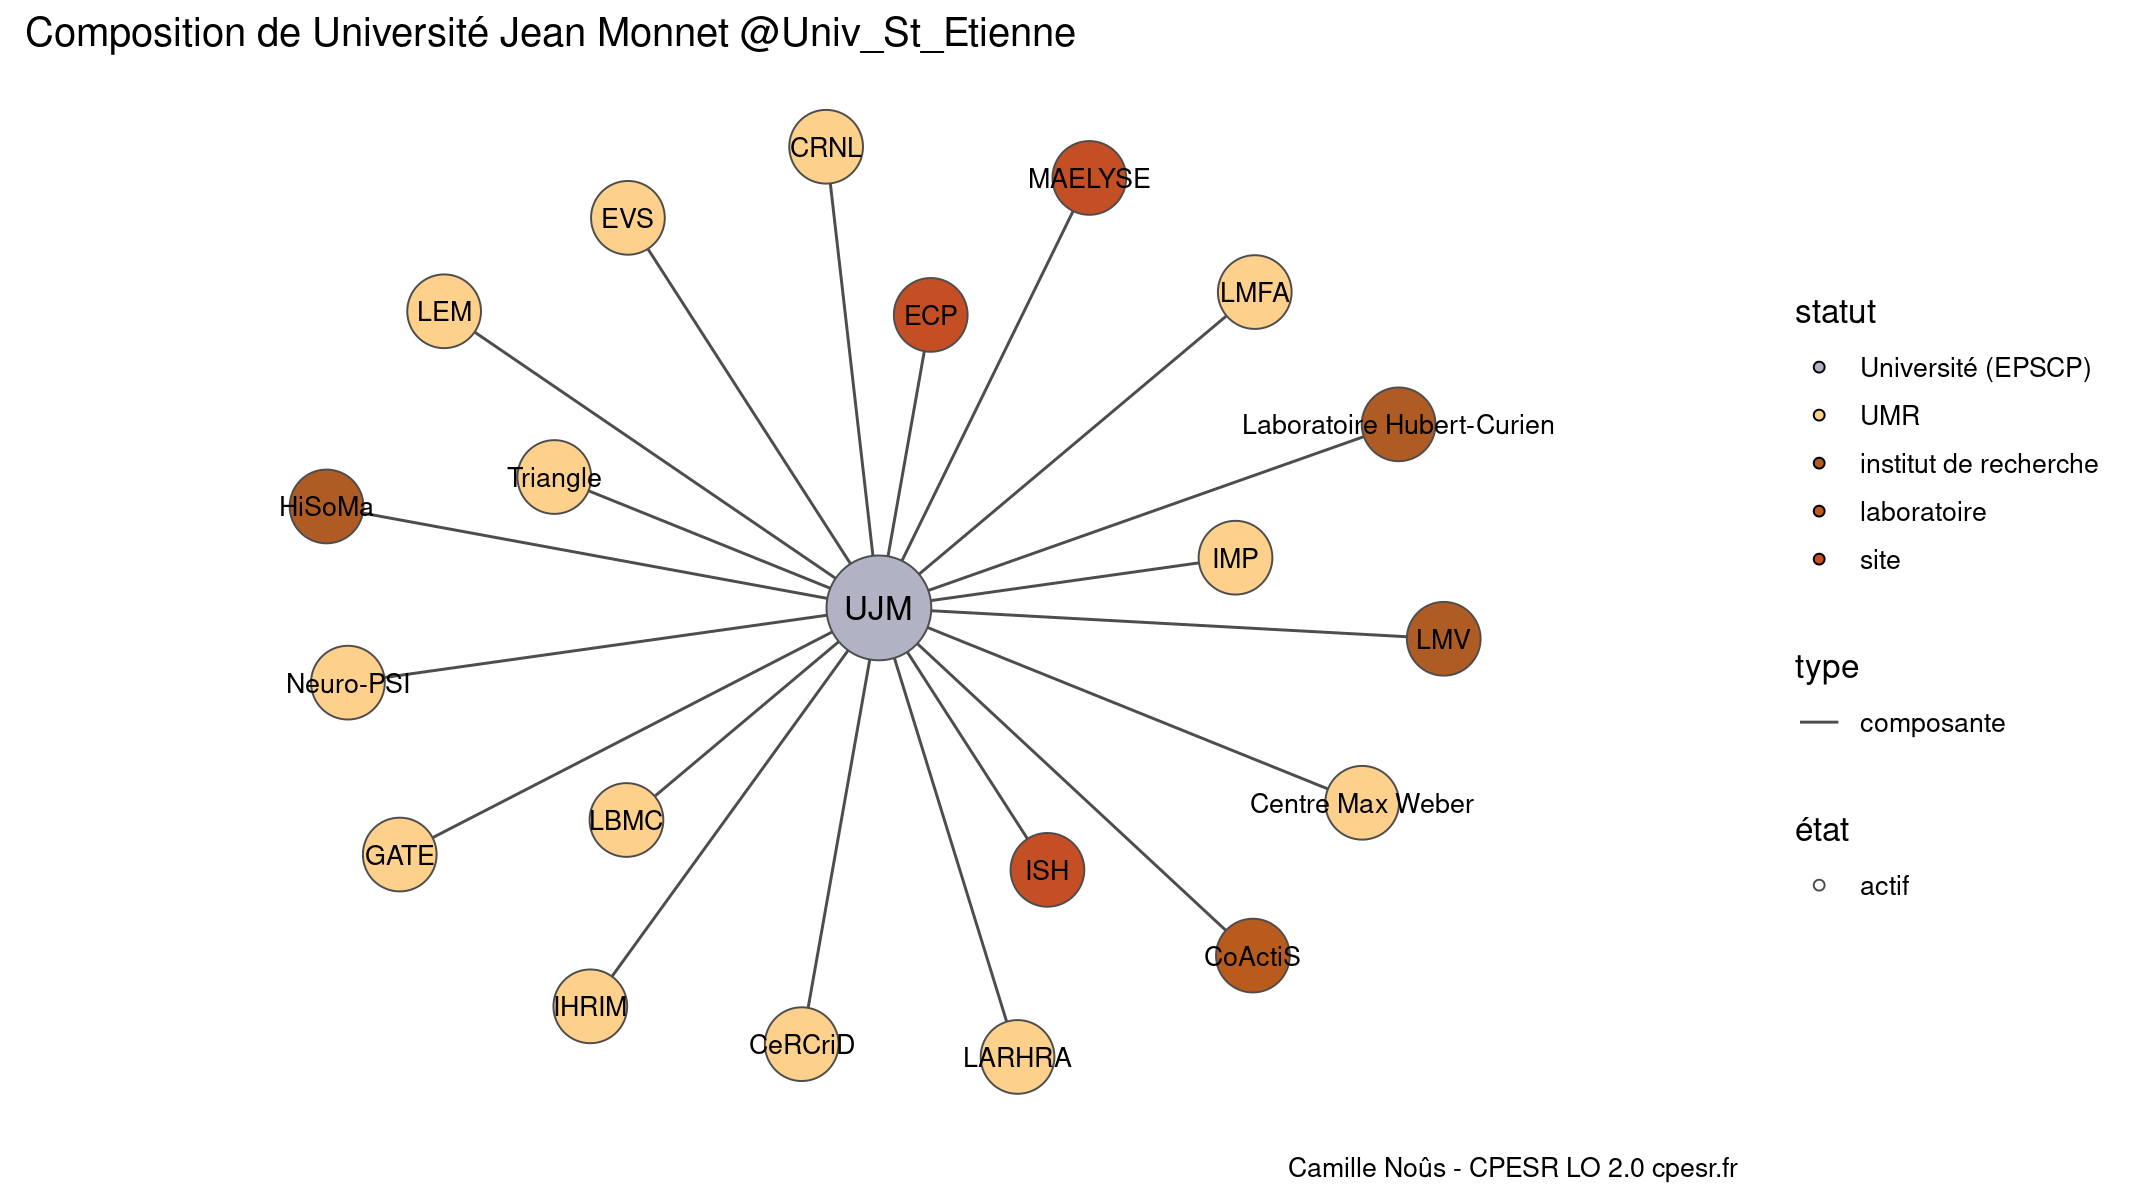 Composition de Université Jean Monnet @Univ_St_Etienne
CRNL
MAELYSE
EVS
LMFA
LEM
ECP
Laboratoire Hubert-Curien
Triangle
HiSoMa
IMP
UJM
LMV
Neuro-PSI
Centre Max Weber
LBMC
GATE
ISH
CoActiS
IHRIM
CeRCriD
LARHRA
statut
Université (EPSCP)
UMR
institut de recherche
laboratoire
site
type
composante
état
actif
Camille Noûs - CPESR LO 2.0 cpesr.fr